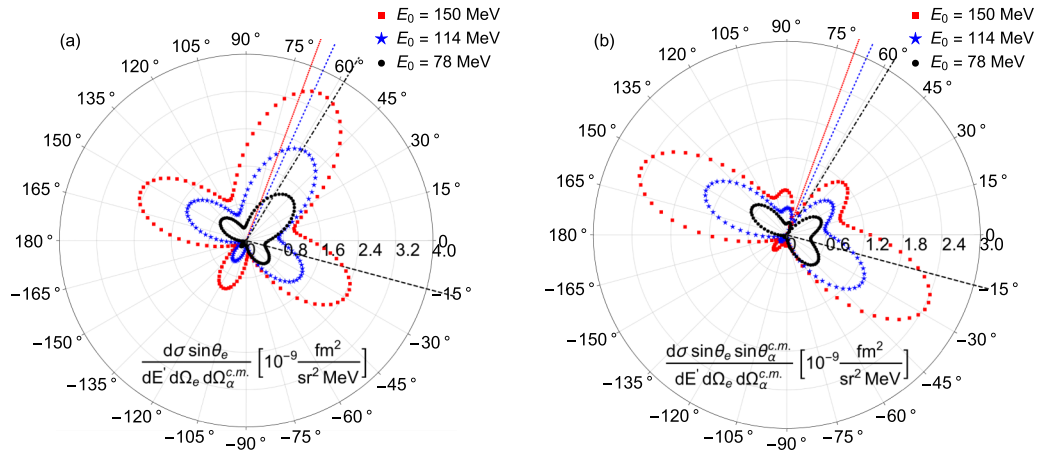 (a)
E₀ = 150 MeV
E₀ = 114 MeV
E₀ = 78 MeV
90° 75° 60° 45° 30° 15° 0
105° 120° 135° 150° 165° 180°
−165° −150° −135° −120° −105° −90° −75° −60° −45° −30° −15°
0 0.8 1.6 2.4 3.2 4.0
dσ sinθₑ
dE' dΩₑ dΩ_α^{c.m.}
[10⁻⁹ fm²
sr² MeV]
(b)
E₀ = 150 MeV
E₀ = 114 MeV
E₀ = 78 MeV
90° 75° 60° 45° 30° 15° 0
105° 120° 135° 150° 165° 180°
−165° −150° −135° −120° −105° −90° −75° −60° −45° −30° −15°
0 0.6 1.2 1.8 2.4 3.0
dσ sinθₑ sinθ_α^{c.m.}
dE' dΩₑ dΩ_α^{c.m.}
[10⁻⁹ fm²
sr² MeV]